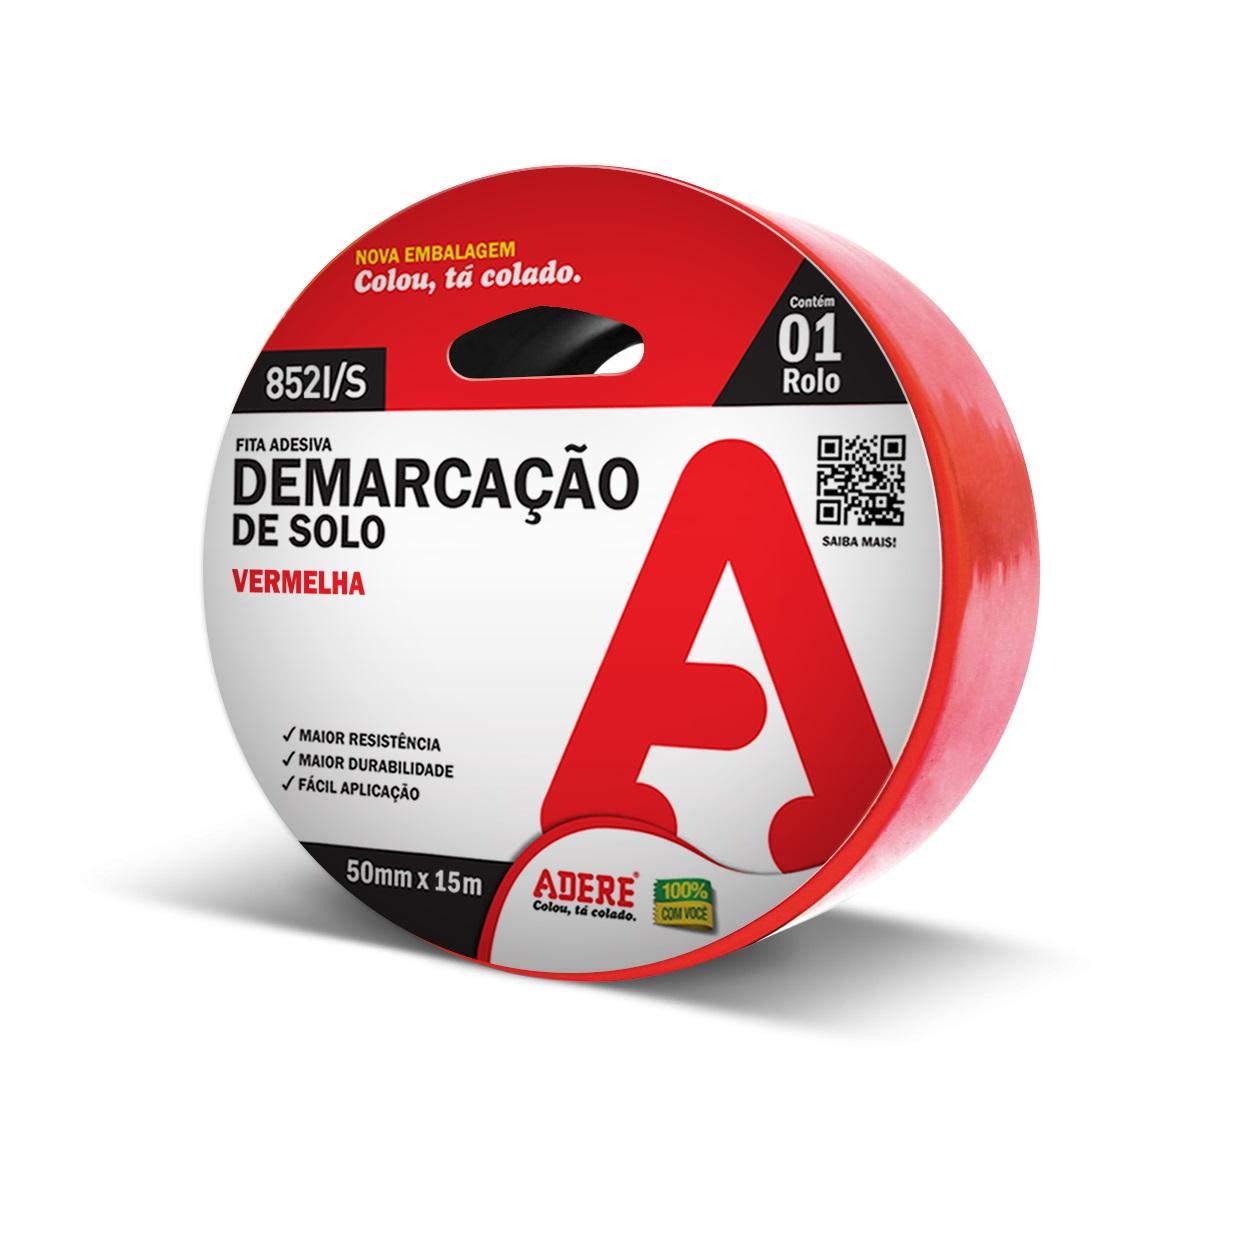 NOVA EMBALAGEM
Colou, tá colado.
Contém
01
Rolo
852I/S
FITA ADESIVA
DEMARCAÇÃO
DE SOLO
VERMELHA
SAIBA MAIS!
✓ MAIOR RESISTÊNCIA
✓ MAIOR DURABILIDADE
✓ FÁCIL APLICAÇÃO
50mm x 15m
ADERE®
Colou, tá colado.
100%
COM VOCÊ